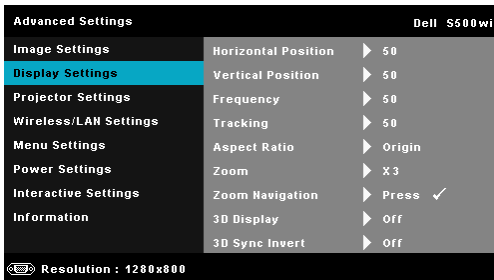 Advanced Settings Dell S500wi
Image Settings
Display Settings
Projector Settings
Wireless/LAN Settings
Menu Settings
Power Settings
Interactive Settings
Information
Horizontal Position 50
Vertical Position 50
Frequency 50
Tracking 50
Aspect Ratio Origin
Zoom X3
Zoom Navigation Press ✓
3D Display Off
3D Sync Invert Off
Resolution : 1280x800